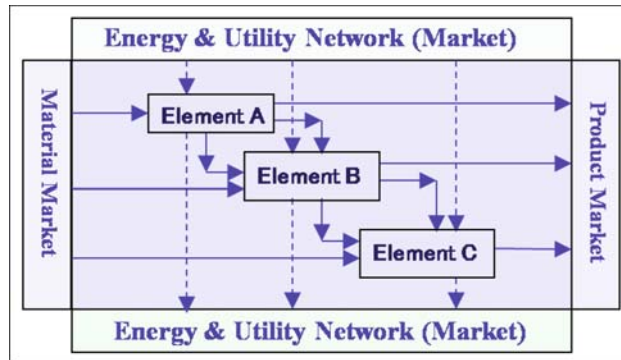 Energy & Utility Network (Market)
Material Market
Element A
Element B
Element C
Product Market
Energy & Utility Network (Market)